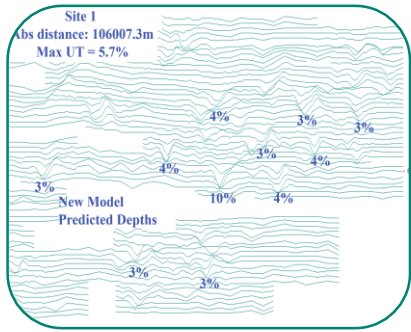 Site 1
Abs distance: 106007.3m
Max UT = 5.7%
4%
3%
3%
3%
4%
4%
3%
10%
4%
New Model
Predicted Depths
3%
3%